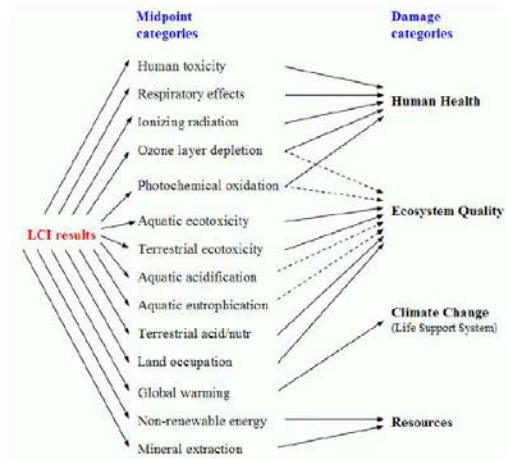 Midpoint
categories
Damage
categories
Human toxicity
Respiratory effects
Ionizing radiation
Ozone layer depletion
Photochemical oxidation
Aquatic ecotoxicity
Terrestrial ecotoxicity
Aquatic acidification
Aquatic eutrophication
Terrestrial acid/nutr
Land occupation
Global warming
Non-renewable energy
Mineral extraction
LCI results
Human Health
Ecosystem Quality
Climate Change
(Life Support System)
Resources